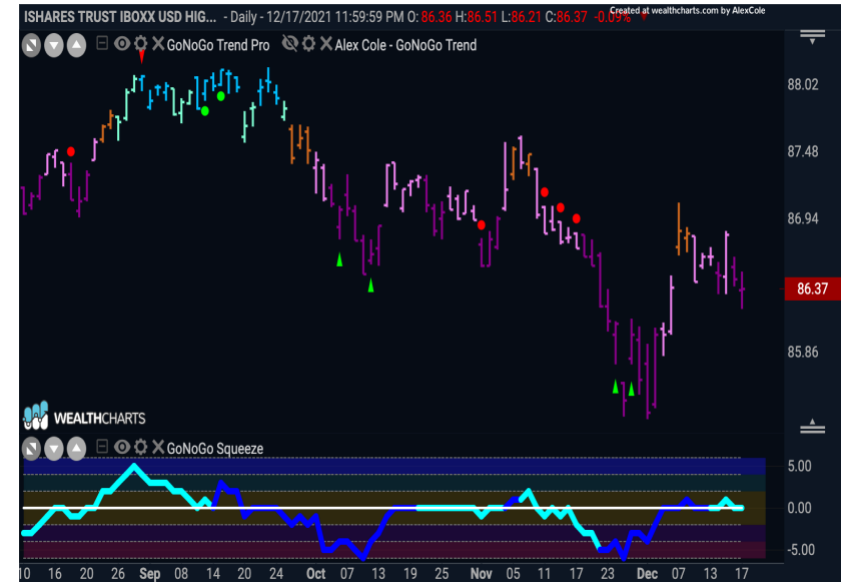 Created at wealthcharts.com by AlexCole
ISHARES TRUST IBOXX USD HIG... - Daily - 12/17/2021 11:59:59 PM O: 86.36 H:86.51 L:86.21 C:86.37 -0.09%
GoNoGo Trend Pro Alex Cole - GoNoGo Trend
88.02
87.48
86.94
86.37
85.86
WEALTHCHARTS
GoNoGo Squeeze
5.00
0.00
-5.00
10 16 20 26 Sep 08 14 20 24 Oct 07 13 19 25 Nov 05 11 17 23 Dec 07 13 17